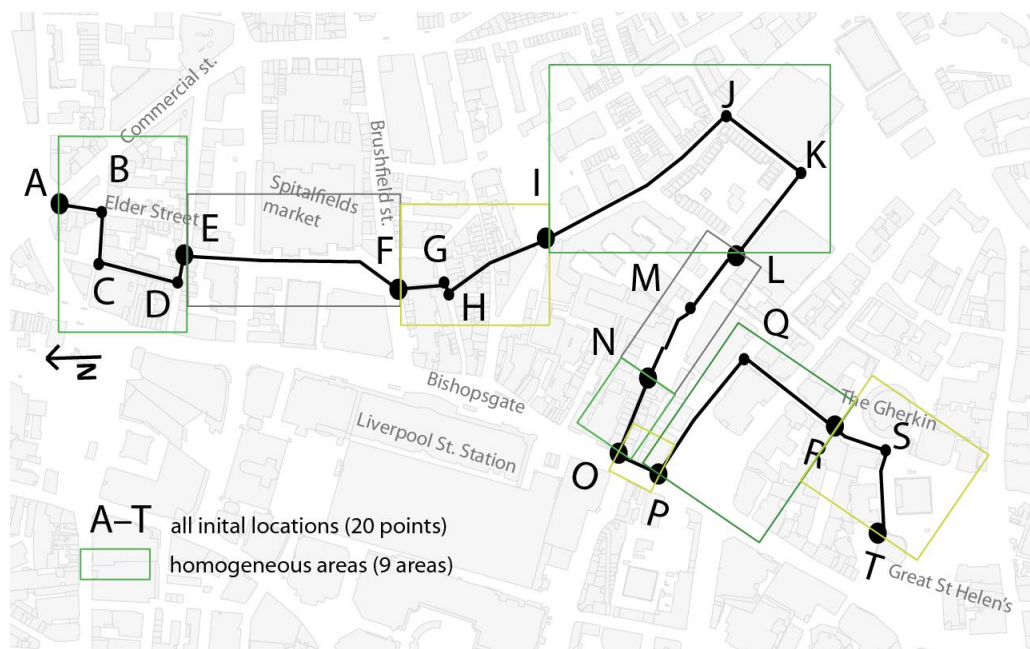 Commercial st.
A
B
Elder Street
C
D
E
Spitalfields
market
Brushfield st.
F
G
H
I
J
K
L
M
N
N
O
P
Q
R
S
T
Bishopsgate
Liverpool St. Station
The Gherkin
Great St Helen's
A–T all inital locations (20 points)
homogeneous areas (9 areas)